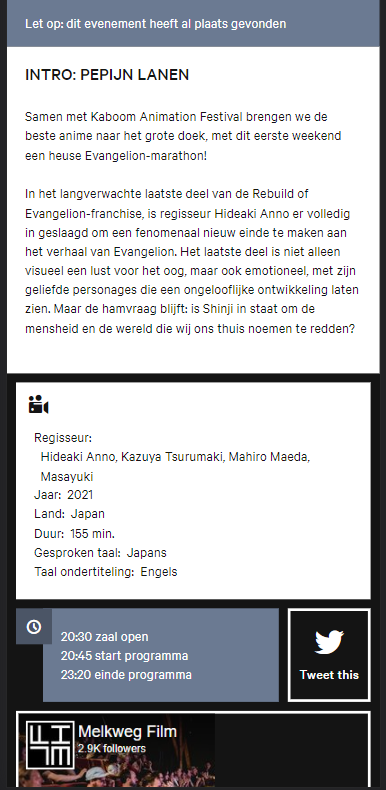 Let op: dit evenement heeft al plaats gevonden
INTRO: PEPIJN LANEN
Samen met Kaboom Animation Festival brengen we de
beste anime naar het grote doek, met dit eerste weekend
een heuse Evangelion-marathon!
In het langverwachte laatste deel van de Rebuild of
Evangelion-franchise, is regisseur Hideaki Anno er volledig
in geslaagd om een fenomenaal nieuw einde te maken aan
het verhaal van Evangelion. Het laatste deel is niet alleen
visueel een lust voor het oog, maar ook emotioneel, met zijn
geliefde personages die een ongelooflijke ontwikkeling laten
zien. Maar de hamvraag blijft: is Shinji in staat om de
mensheid en de wereld die wij ons thuis noemen te redden?
Regisseur:
Hideaki Anno, Kazuya Tsurumaki, Mahiro Maeda,
Masayuki
Jaar: 2021
Land: Japan
Duur: 155 min.
Gesproken taal: Japans
Taal ondertiteling: Engels
20:30 zaal open
20:45 start programma
23:20 einde programma
Tweet this
Melkweg Film
2.9K followers